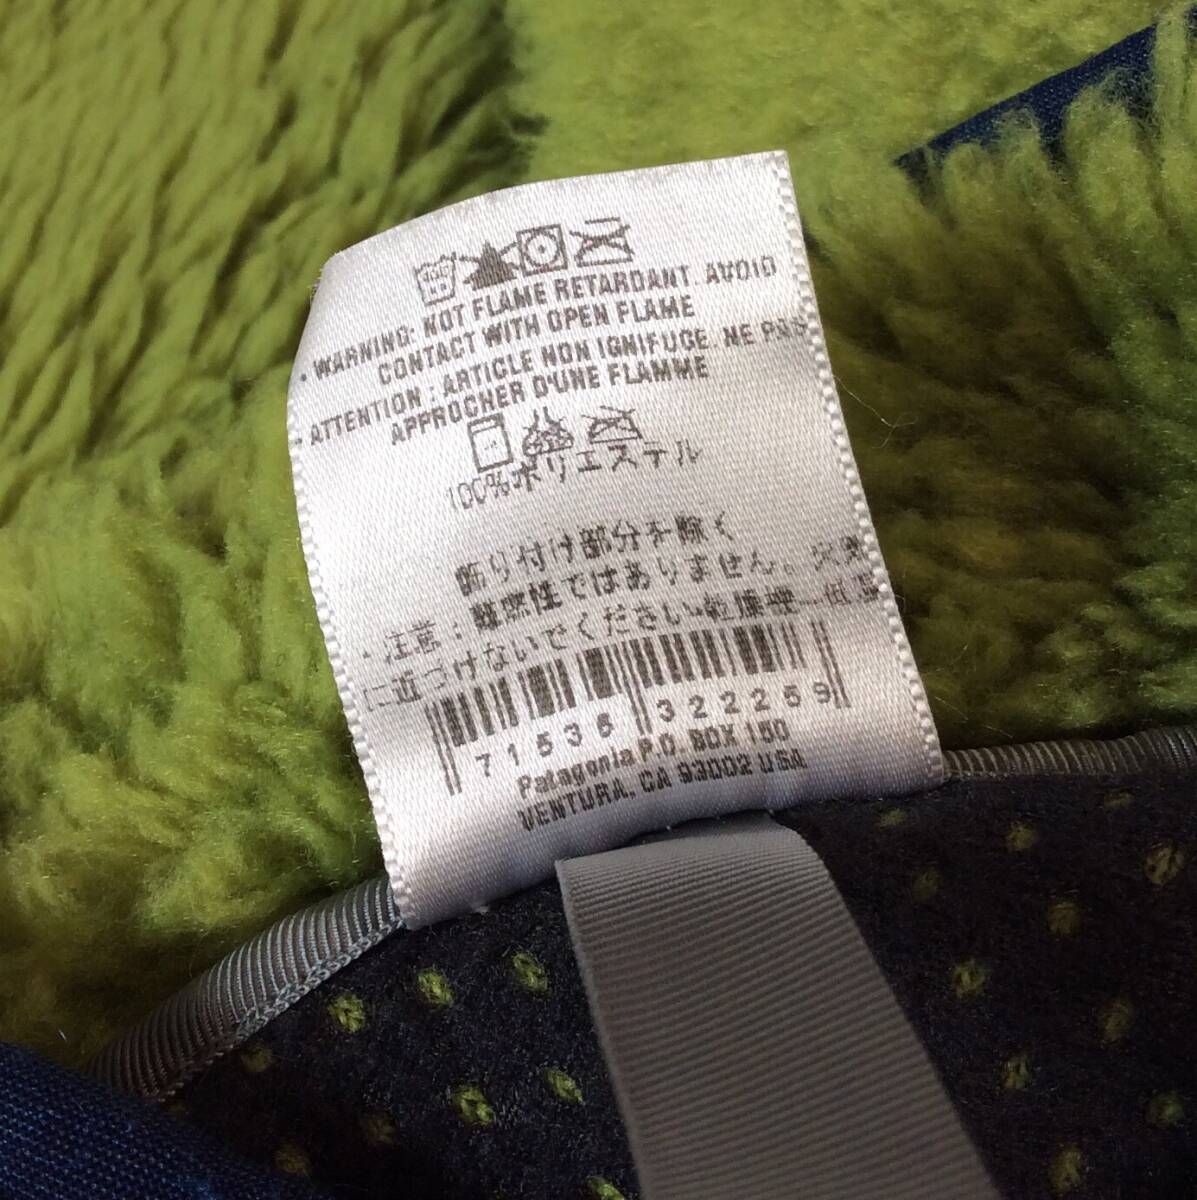 • WARNING: NOT FLAME RETARDANT. AVOID
CONTACT WITH OPEN FLAME
• ATTENTION : ARTICLE NON IGNIFUGE. NE PAS
APPROCHER D'UNE FLAMME
100%ポリエステル
飾り付け部分を除く
・注意：難燃性ではありません。火気
に近づけないでください。乾燥機－低温
71536 322259
Patagonia P.O. BOX 150
VENTURA, CA 93002 USA